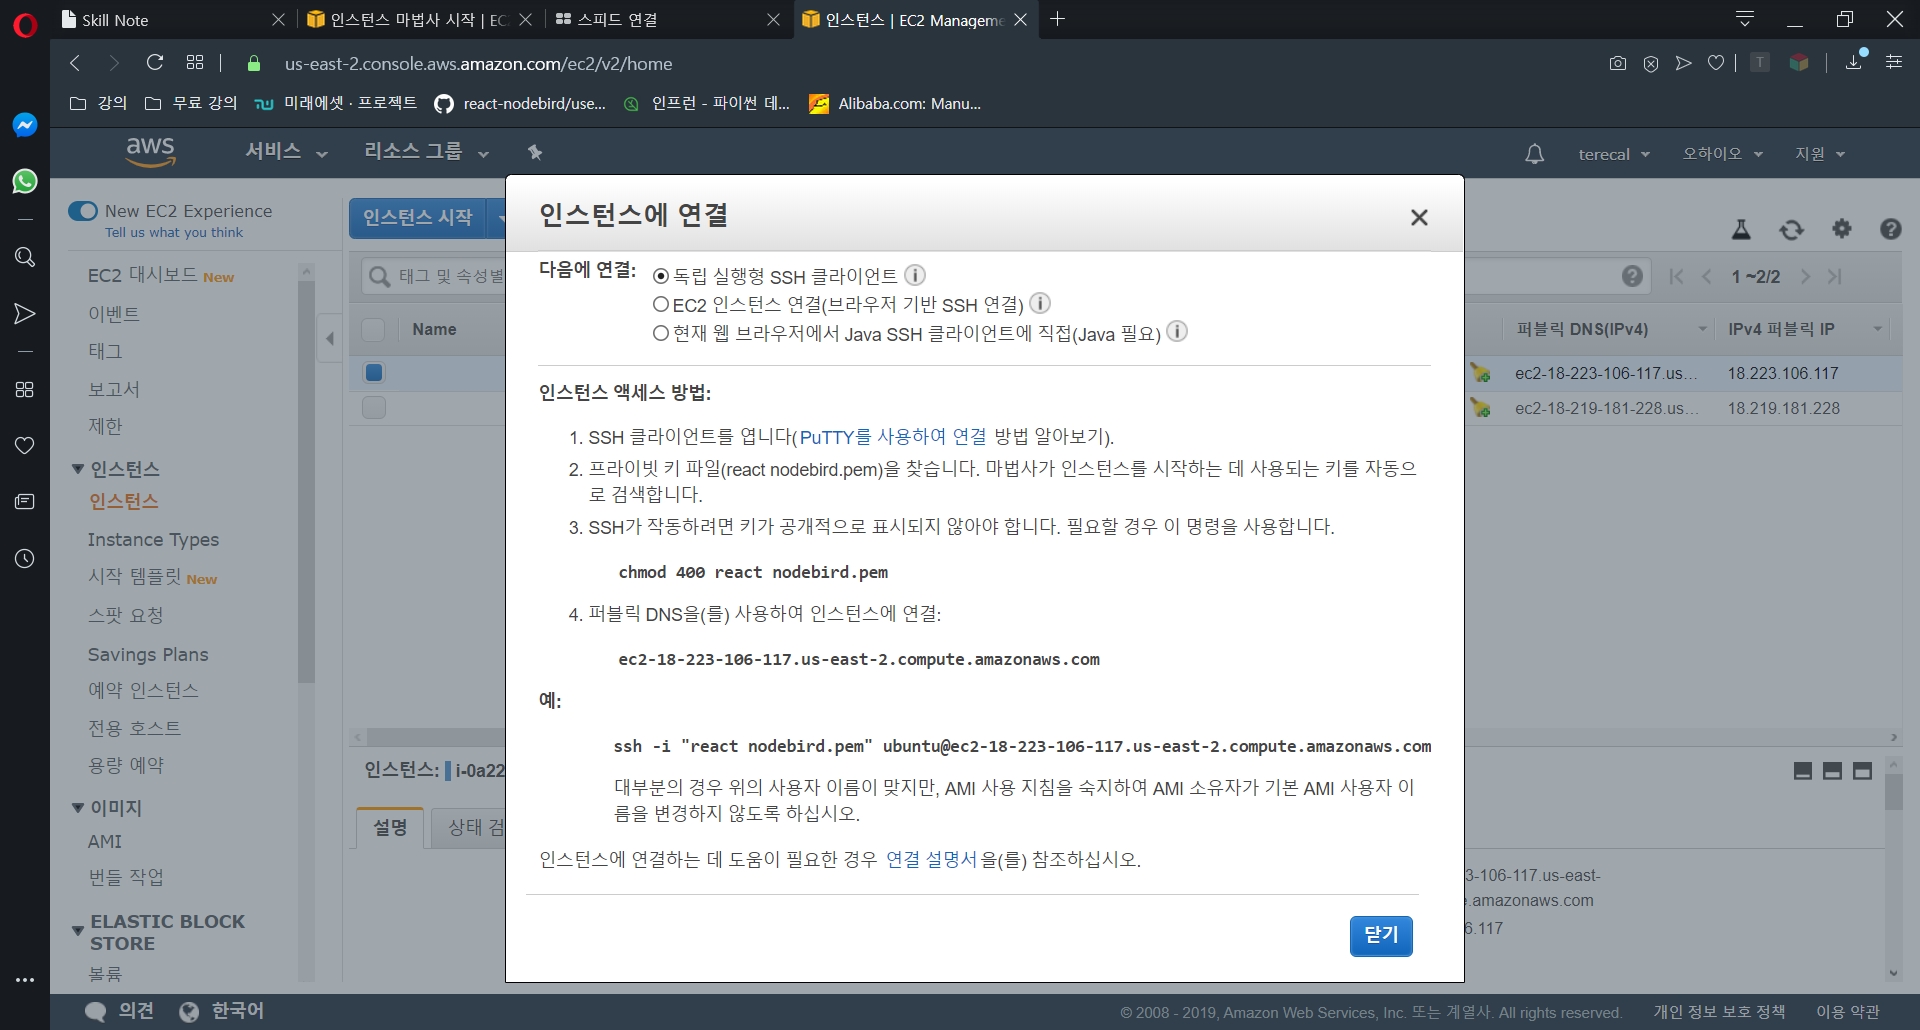 Skill Note
인스턴스 마법사 시작 | EC
스피드 연결
인스턴스 | EC2 Manageme
us-east-2.console.aws.amazon.com/ec2/v2/home
강의
무료 강의
미래에셋 · 프로젝트
react-nodebird/use...
인프런 - 파이썬 데...
Alibaba.com: Manu...
aws
서비스
리소스 그룹
terecal
오하이오
지원
New EC2 Experience
Tell us what you think
EC2 대시보드 New
이벤트
태그
보고서
제한
인스턴스
인스턴스
Instance Types
시작 템플릿 New
스팟 요청
Savings Plans
예약 인스턴스
전용 호스트
용량 예약
이미지
AMI
번들 작업
ELASTIC BLOCK
STORE
볼륨
인스턴스 시작
태그 및 속성별
1 ~2/2
Name
퍼블릭 DNS(IPv4)
IPv4 퍼블릭 IP
ec2-18-223-106-117.us...
18.223.106.117
ec2-18-219-181-228.us...
18.219.181.228
인스턴스: i-0a22
설명
상태 검
3-106-117.us-east-
.amazonaws.com
6.117
인스턴스에 연결
다음에 연결:
독립 실행형 SSH 클라이언트
EC2 인스턴스 연결(브라우저 기반 SSH 연결)
현재 웹 브라우저에서 Java SSH 클라이언트에 직접(Java 필요)
인스턴스 액세스 방법:
1. SSH 클라이언트를 엽니다(PuTTY를 사용하여 연결 방법 알아보기).
2. 프라이빗 키 파일(react nodebird.pem)을 찾습니다. 마법사가 인스턴스를 시작하는 데 사용되는 키를 자동으
로 검색합니다.
3. SSH가 작동하려면 키가 공개적으로 표시되지 않아야 합니다. 필요할 경우 이 명령을 사용합니다.
chmod 400 react nodebird.pem
4. 퍼블릭 DNS을(를) 사용하여 인스턴스에 연결:
ec2-18-223-106-117.us-east-2.compute.amazonaws.com
예:
ssh -i "react nodebird.pem" ubuntu@ec2-18-223-106-117.us-east-2.compute.amazonaws.com
대부분의 경우 위의 사용자 이름이 맞지만, AMI 사용 지침을 숙지하여 AMI 소유자가 기본 AMI 사용자 이
름을 변경하지 않도록 하십시오.
인스턴스에 연결하는 데 도움이 필요한 경우 연결 설명서을(를) 참조하십시오.
닫기
의견
한국어
© 2008 - 2019, Amazon Web Services, Inc. 또는 계열사. All rights reserved.
개인 정보 보호 정책
이용 약관